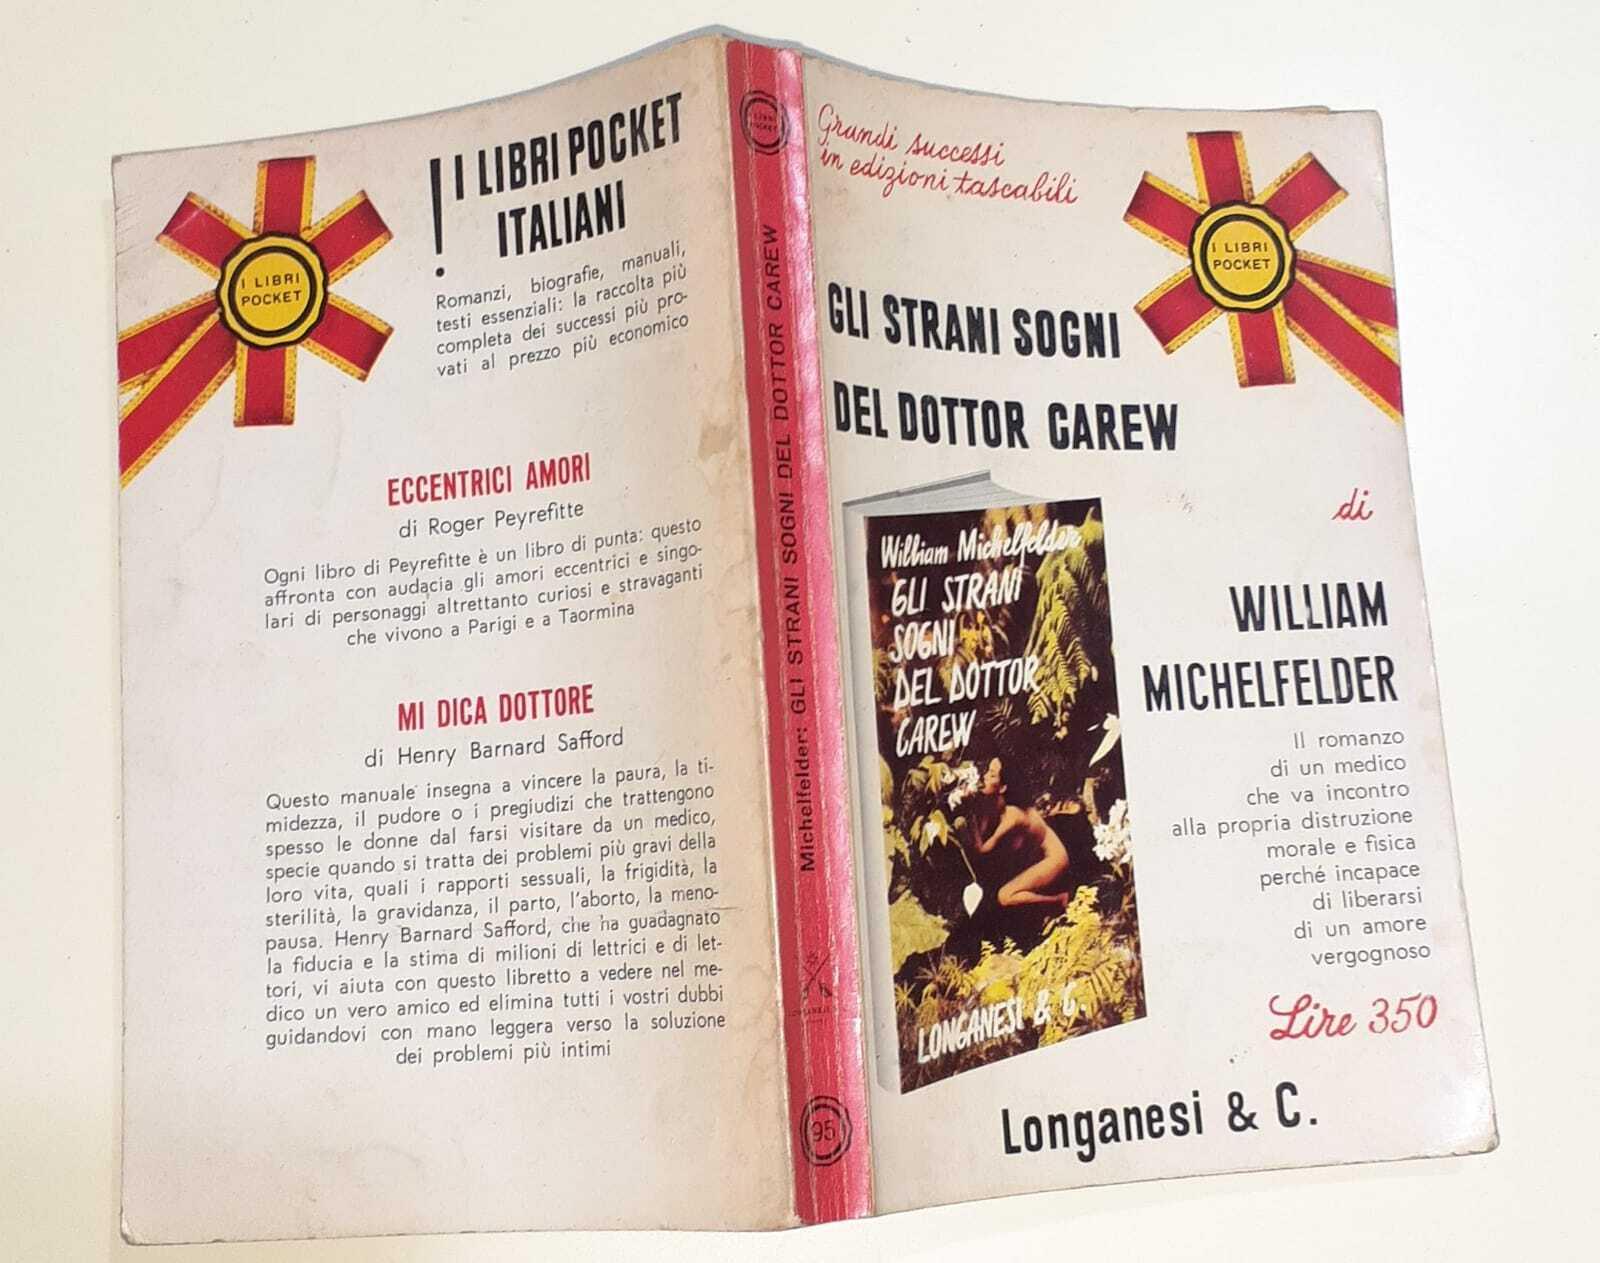 I LIBRI
POCKET
! I LIBRI POCKET
ITALIANI
Romanzi, biografie, manuali,
testi essenziali: la raccolta più
completa dei successi più pro-
vati al prezzo più economico
ECCENTRICI AMORI
di Roger Peyrefitte
Ogni libro di Peyrefitte è un libro di punta: questo
affronta con audacia gli amori eccentrici e singo-
lari di personaggi altrettanto curiosi e stravaganti
che vivono a Parigi e a Taormina
MI DICA DOTTORE
di Henry Barnard Safford
Questo manuale insegna a vincere la paura, la ti-
midezza, il pudore o i pregiudizi che trattengono
spesso le donne dal farsi visitare da un medico,
specie quando si tratta dei problemi più gravi della
loro vita, quali i rapporti sessuali, la frigidità, la
sterilità, la gravidanza, il parto, l'aborto, la meno-
pausa. Henry Barnard Safford, che ha guadagnato
la fiducia e la stima di milioni di lettrici e di let-
tori, vi aiuta con questo libretto a vedere nel me-
dico un vero amico ed elimina tutti i vostri dubbi
guidandovi con mano leggera verso la soluzione
dei problemi più intimi
I LIBRI
POCKET
Michelfelder: GLI STRANI SOGNI DEL DOTTOR CAREW
LONGANESI
95
Grandi successi
in edizioni tascabili
I LIBRI
POCKET
GLI STRANI SOGNI
DEL DOTTOR CAREW
di
WILLIAM
MICHELFELDER
William Michelfelder
GLI STRANI
SOGNI
DEL DOTTOR
CAREW
LONGANESI & C.
Il romanzo
di un medico
che va incontro
alla propria distruzione
morale e fisica
perché incapace
di liberarsi
di un amore
vergognoso
Lire 350
Longanesi & C.